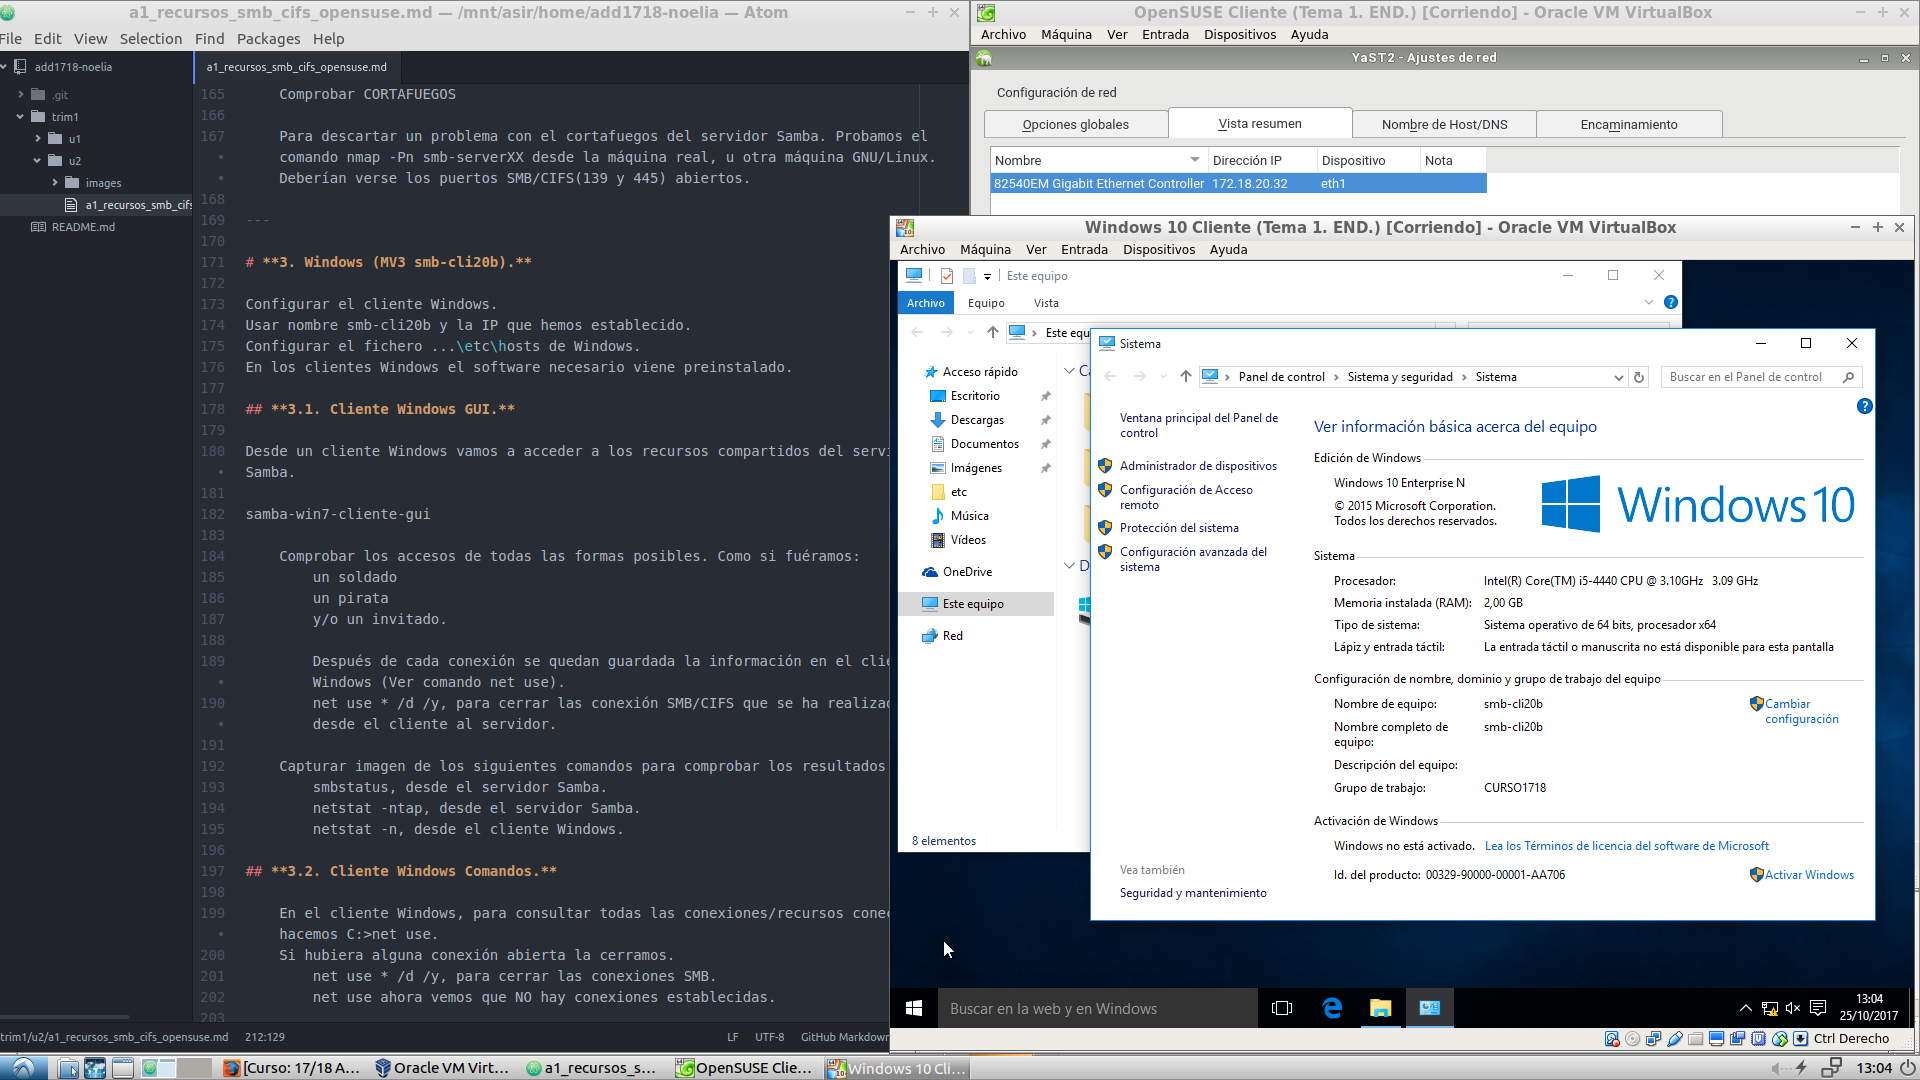 a1_recursos_smb_cifs_opensuse.md — /mnt/asir/home/add1718-noelia — Atom
File Edit View Selection Find Packages Help
add1718-noelia
.git
trim1
u1
u2
images
a1_recursos_smb_cifs
README.md
a1_recursos_smb_cifs_opensuse.md
165 Comprobar CORTAFUEGOS
166
167 Para descartar un problema con el cortafuegos del servidor Samba. Probamos el
comando nmap -Pn smb-serverXX desde la máquina real, u otra máquina GNU/Linux.
Deberían verse los puertos SMB/CIFS(139 y 445) abiertos.
168
169 ---
170
171 # **3. Windows (MV3 smb-cli20b).**
172
173 Configurar el cliente Windows.
174 Usar nombre smb-cli20b y la IP que hemos establecido.
175 Configurar el fichero ...\etc\hosts de Windows.
176 En los clientes Windows el software necesario viene preinstalado.
177
178 ## **3.1. Cliente Windows GUI.**
179
180 Desde un cliente Windows vamos a acceder a los recursos compartidos del servi
Samba.
181
182 samba-win7-cliente-gui
183
184 Comprobar los accesos de todas las formas posibles. Como si fuéramos:
185 un soldado
186 un pirata
187 y/o un invitado.
188
189 Después de cada conexión se quedan guardada la información en el clie
Windows (Ver comando net use).
190 net use * /d /y, para cerrar las conexión SMB/CIFS que se ha realizad
desde el cliente al servidor.
191
192 Capturar imagen de los siguientes comandos para comprobar los resultados
193 smbstatus, desde el servidor Samba.
194 netstat -ntap, desde el servidor Samba.
195 netstat -n, desde el cliente Windows.
196
197 ## **3.2. Cliente Windows Comandos.**
198
199 En el cliente Windows, para consultar todas las conexiones/recursos conec
hacemos C:>net use.
200 Si hubiera alguna conexión abierta la cerramos.
201 net use * /d /y, para cerrar las conexiones SMB.
202 net use ahora vemos que NO hay conexiones establecidas.
203
trim1/u2/a1_recursos_smb_cifs_opensuse.md 212:129 LF UTF-8 GitHub Markdown
OpenSUSE Cliente (Tema 1. END.) [Corriendo] - Oracle VM VirtualBox
Archivo Máquina Ver Entrada Dispositivos Ayuda
YaST2 - Ajustes de red
Configuración de red
Opciones globales Vista resumen Nombre de Host/DNS Encaminamiento
Nombre Dirección IP Dispositivo Nota
82540EM Gigabit Ethernet Controller 172.18.20.32 eth1
Windows 10 Cliente (Tema 1. END.) [Corriendo] - Oracle VM VirtualBox
Archivo Máquina Ver Entrada Dispositivos Ayuda
Este equipo
Archivo Equipo Vista
Este equ
Acceso rápido
Escritorio
Descargas
Documentos
Imágenes
etc
Música
Vídeos
OneDrive
Este equipo
Red
8 elementos
Sistema
Panel de control Sistema y seguridad Sistema
Buscar en el Panel de control
Ventana principal del Panel de
control
Administrador de dispositivos
Configuración de Acceso
remoto
Protección del sistema
Configuración avanzada del
sistema
Vea también
Seguridad y mantenimiento
Ver información básica acerca del equipo
Edición de Windows
Windows 10 Enterprise N
© 2015 Microsoft Corporation.
Todos los derechos reservados.
Windows 10
Sistema
Procesador: Intel(R) Core(TM) i5-4440 CPU @ 3.10GHz 3.09 GHz
Memoria instalada (RAM): 2,00 GB
Tipo de sistema: Sistema operativo de 64 bits, procesador x64
Lápiz y entrada táctil: La entrada táctil o manuscrita no está disponible para esta pantalla
Configuración de nombre, dominio y grupo de trabajo del equipo
Nombre de equipo: smb-cli20b
Cambiar
configuración
Nombre completo de
equipo: smb-cli20b
Descripción del equipo:
Grupo de trabajo: CURSO1718
Activación de Windows
Windows no está activado. Lea los Términos de licencia del software de Microsoft
Id. del producto: 00329-90000-00001-AA706
Activar Windows
Buscar en la web y en Windows
13:04
25/10/2017
Ctrl Derecho
[Curso: 17/18 A... Oracle VM Virt... a1_recursos_s... OpenSUSE Clie... Windows 10 Cli...
13:04